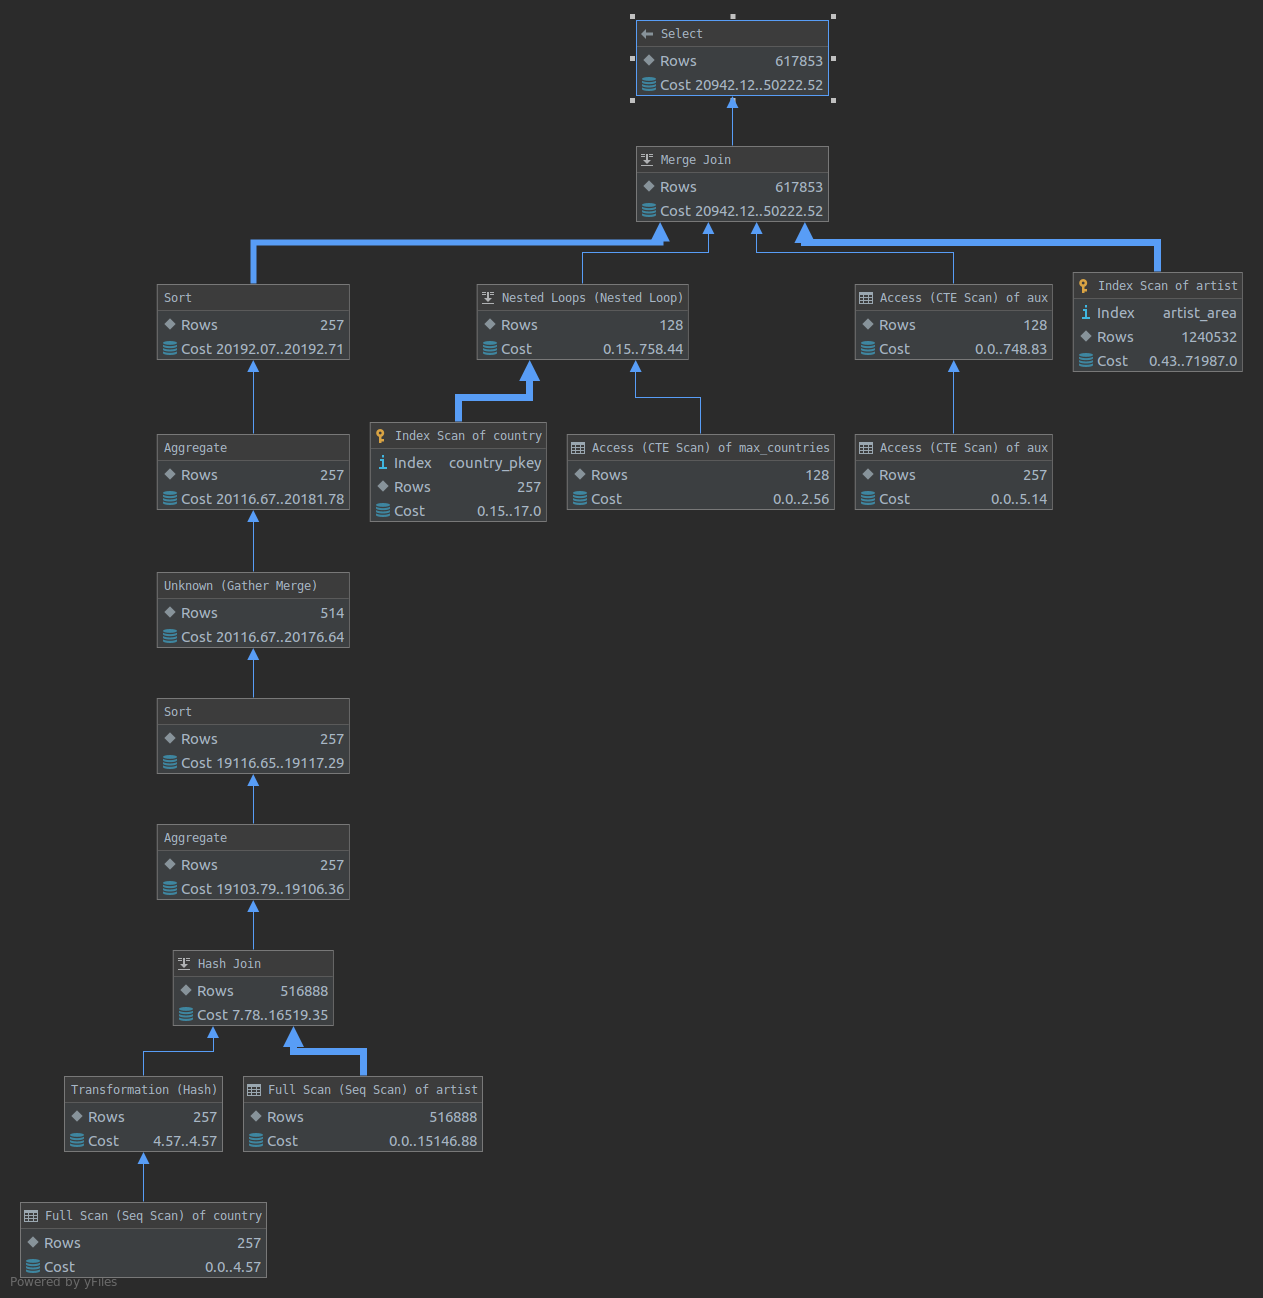 Select
Rows 617853
Cost 20942.12..50222.52
Merge Join
Rows 617853
Cost 20942.12..50222.52
Sort
Rows 257
Cost 20192.07..20192.71
Nested Loops (Nested Loop)
Rows 128
Cost 0.15..758.44
Access (CTE Scan) of aux
Rows 128
Cost 0.0..748.83
Index Scan of artist
Index artist_area
Rows 1240532
Cost 0.43..71987.0
Aggregate
Rows 257
Cost 20116.67..20181.78
Index Scan of country
Index country_pkey
Rows 257
Cost 0.15..17.0
Access (CTE Scan) of max_countries
Rows 128
Cost 0.0..2.56
Access (CTE Scan) of aux
Rows 257
Cost 0.0..5.14
Unknown (Gather Merge)
Rows 514
Cost 20116.67..20176.64
Sort
Rows 257
Cost 19116.65..19117.29
Aggregate
Rows 257
Cost 19103.79..19106.36
Hash Join
Rows 516888
Cost 7.78..16519.35
Transformation (Hash)
Rows 257
Cost 4.57..4.57
Full Scan (Seq Scan) of artist
Rows 516888
Cost 0.0..15146.88
Full Scan (Seq Scan) of country
Rows 257
Cost 0.0..4.57
Powered by yFiles